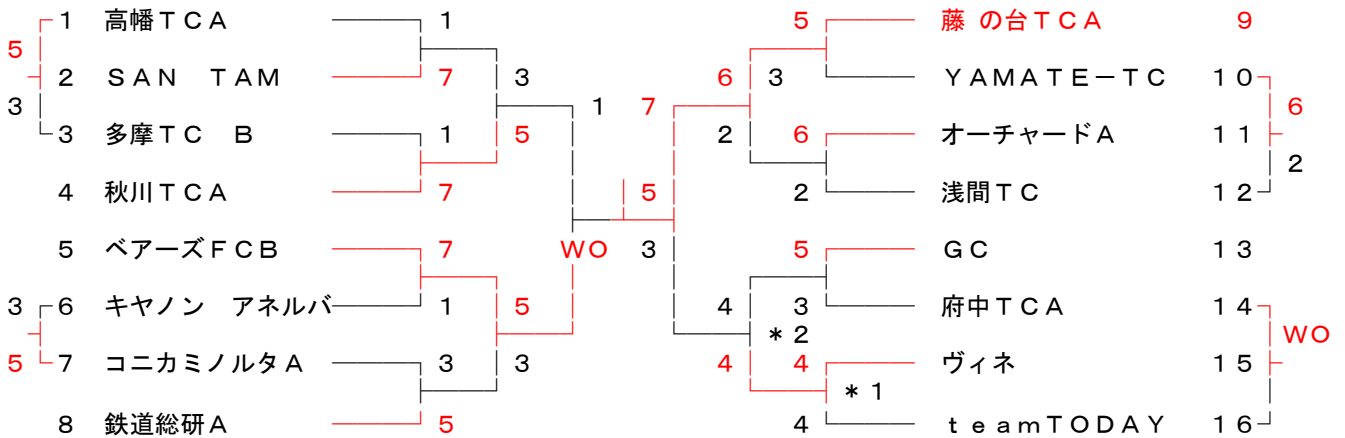 1 高幡ＴＣＡ 1 5 藤 の台ＴＣＡ 9
5
2 ＳＡＮ　ＴＡＭ 7 3 6 3 ＹＡＭＡＴＥ－ＴＣ 10
3 1 7 6
3 多摩ＴＣ　Ｂ 1 5 2 6 オーチャードＡ 11
2
4 秋川ＴＣＡ 7 5 2 浅間ＴＣ 12
5 ベアーズＦＣＢ 7 WO 3 5 ＧＣ 13
3 6 キヤノン　アネルバ 1 5 4 3 府中ＴＣＡ 14
＊2 WO
5 7 コニカミノルタＡ 3 3 4 4 ヴィネ 15
＊1
8 鉄道総研Ａ 5 4 ｔｅａｍＴＯＤＡＹ 16